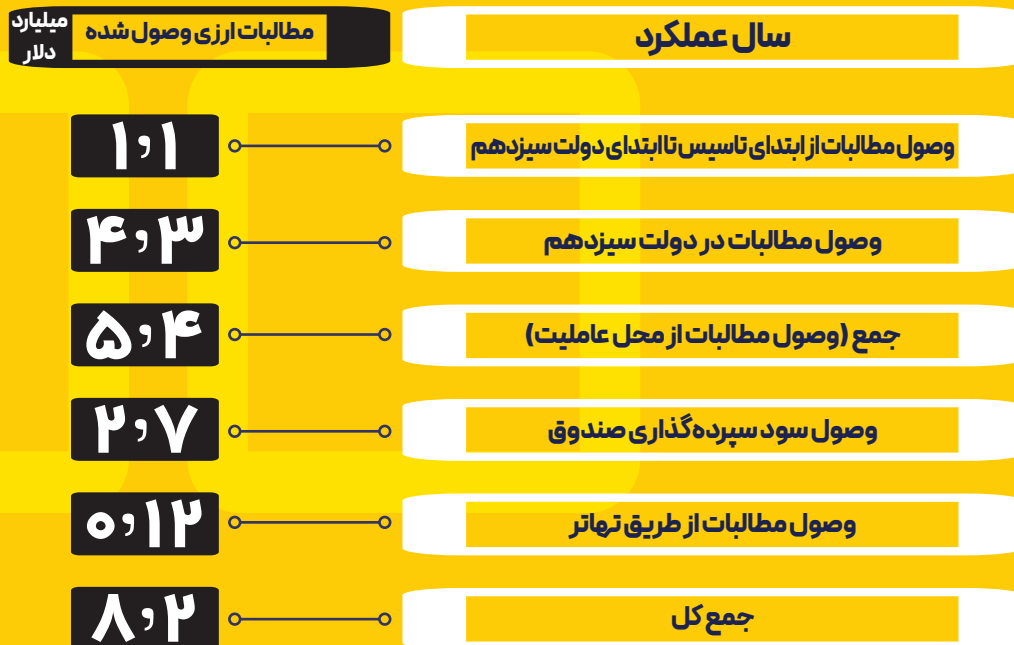 سال عملکرد
مطالبات ارزی وصول شده
میلیارد
دلار
وصول مطالبات از ابتدای تاسیس تا ابتدای دولت سیزدهم
۱,۱
وصول مطالبات در دولت سیزدهم
۴,۳
جمع (وصول مطالبات از محل عاملیت)
۵,۴
وصول سود سپرده‌گذاری صندوق
۲,۷
وصول مطالبات از طریق تهاتر
۰,۱۲
جمع کل
۸,۲